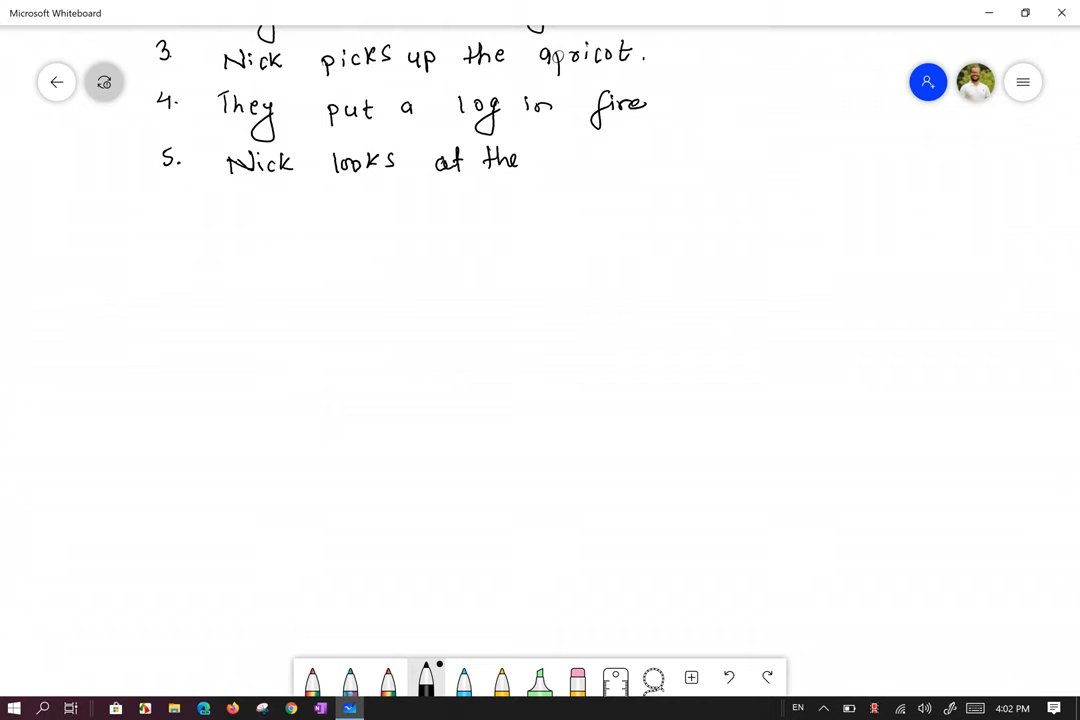 Microsoft Whiteboard
3. Nick picks up the apricot.
4. They put a log in fire
5. Nick looks at the
EN
4:02 PM